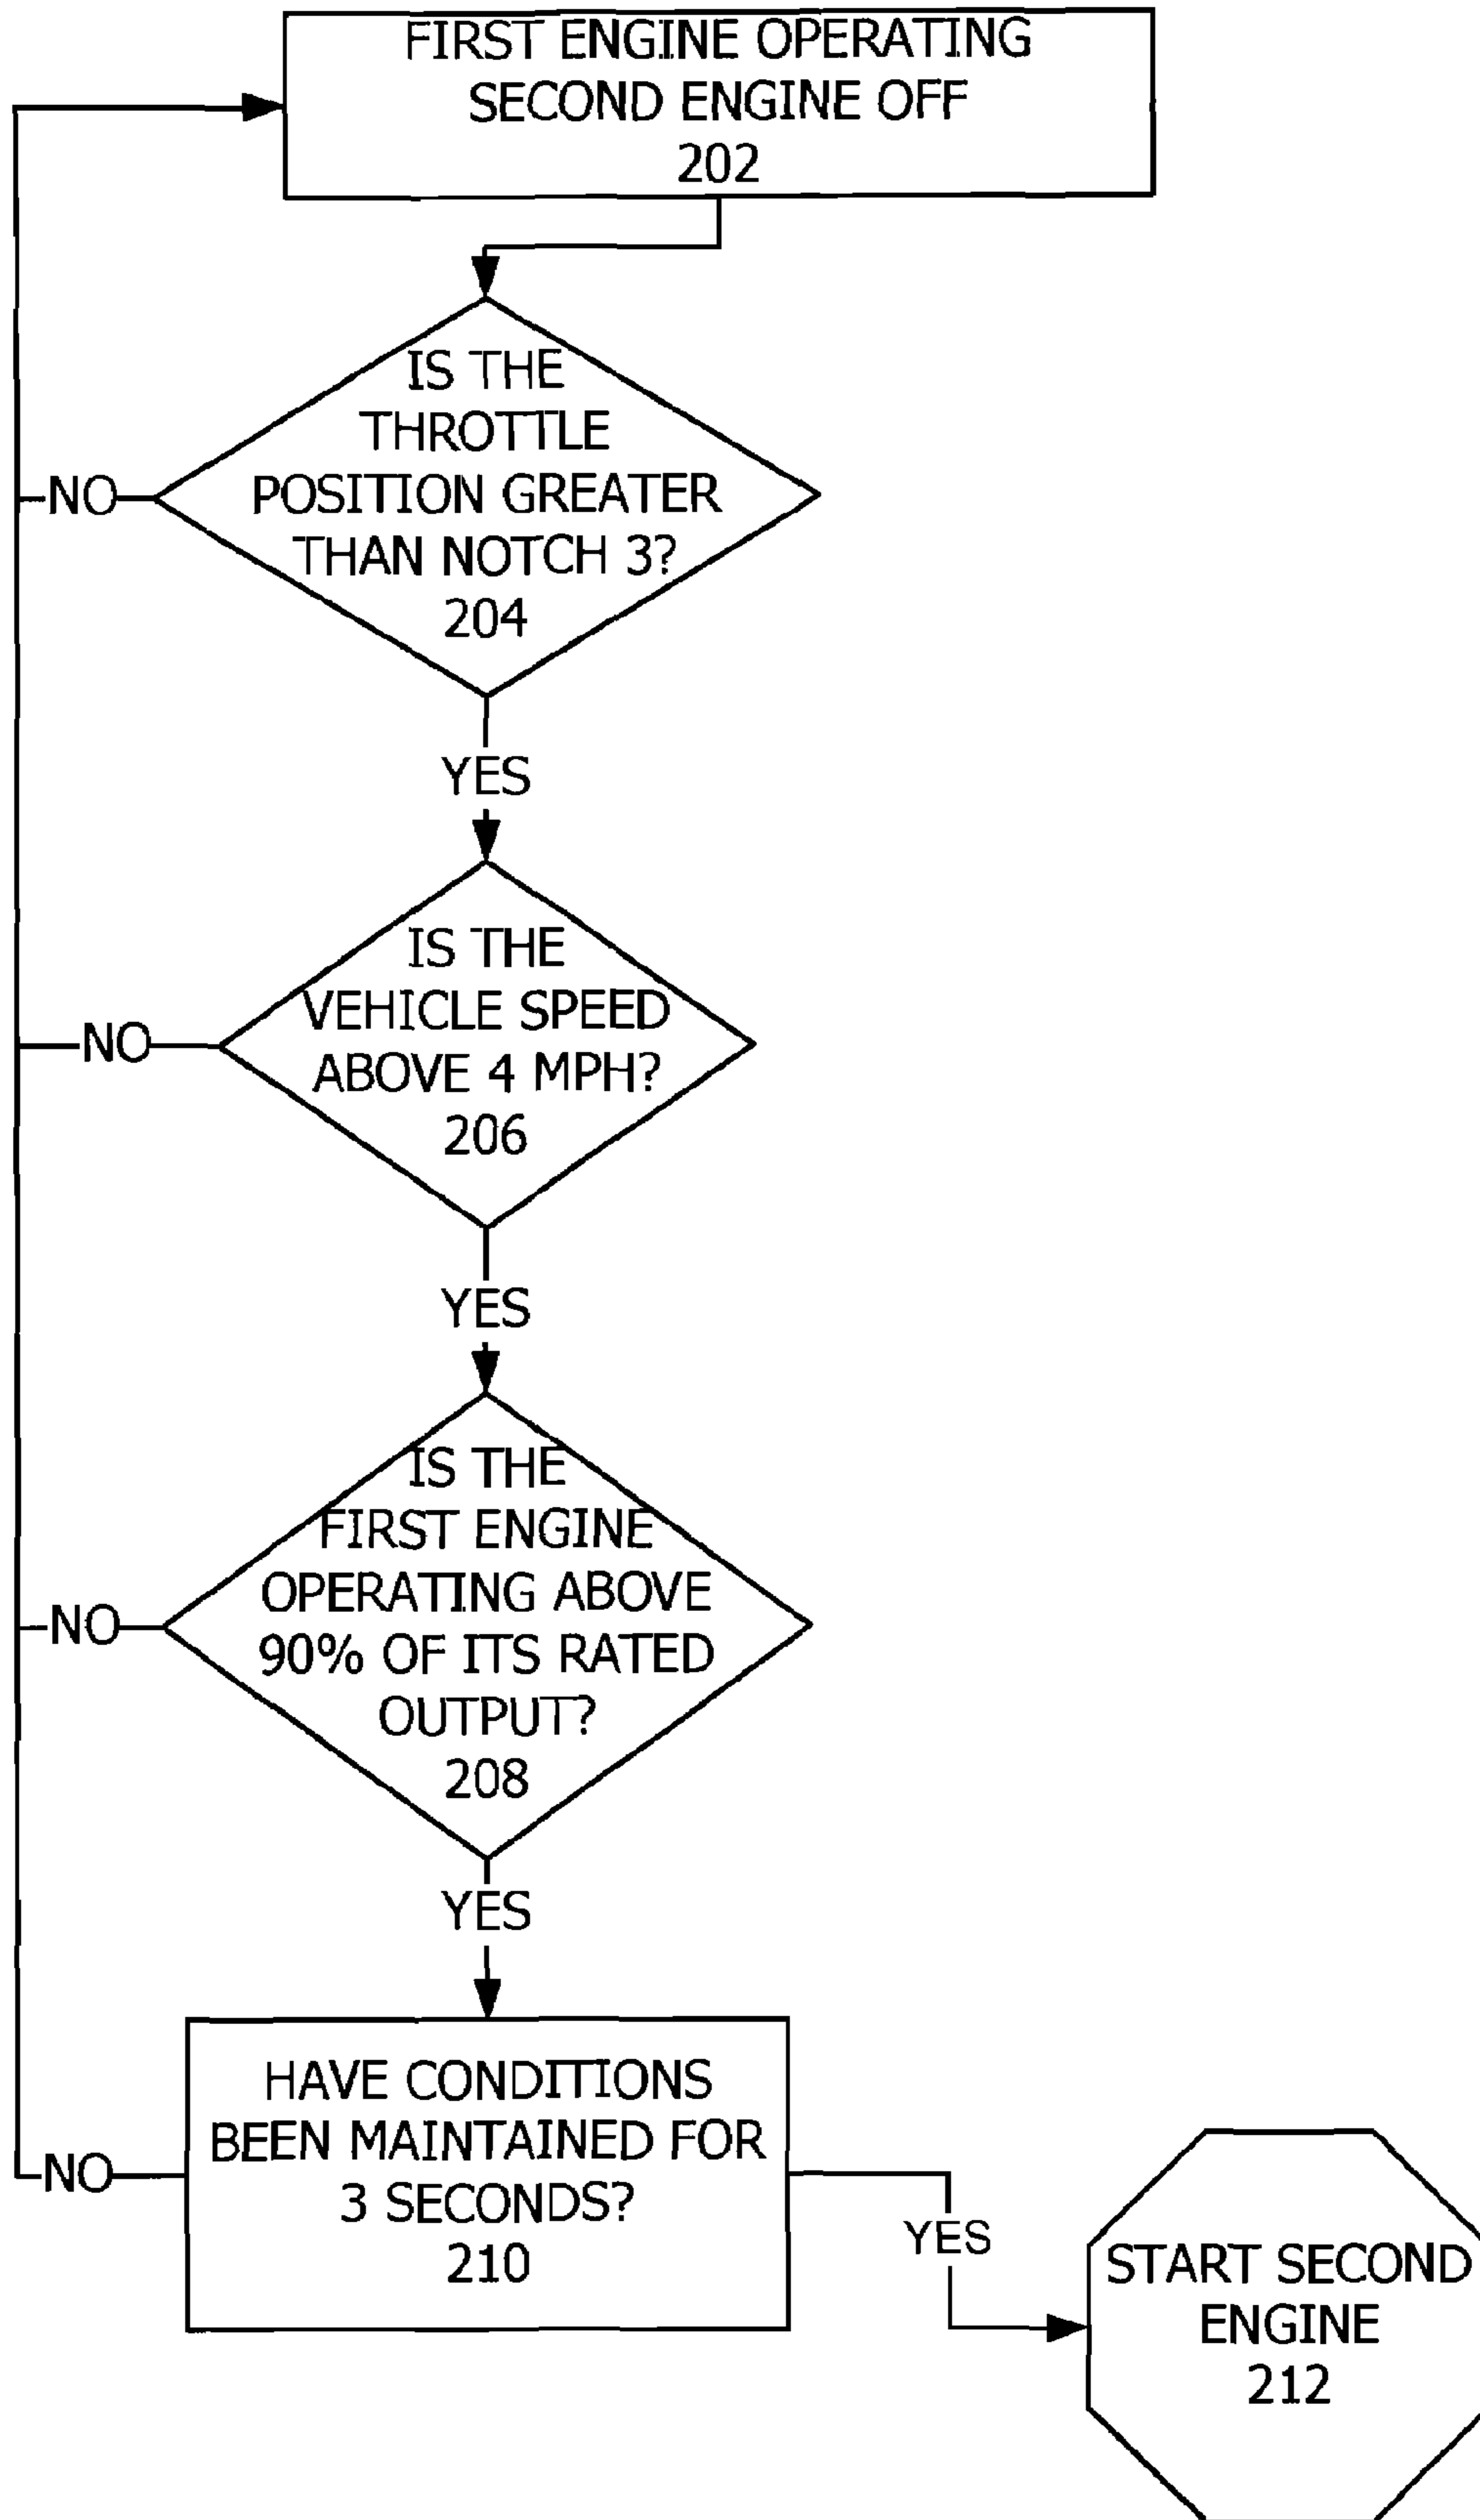 FIRST ENGINE OPERATING
SECOND ENGINE OFF
202
IS THE
THROTTLE
POSITION GREATER
THAN NOTCH 3?
204
NO
YES
IS THE
VEHICLE SPEED
ABOVE 4 MPH?
206
NO
YES
IS THE
FIRST ENGINE
OPERATING ABOVE
90% OF ITS RATED
OUTPUT?
208
NO
YES
HAVE CONDITIONS
BEEN MAINTAINED FOR
3 SECONDS?
210
NO
YES
START SECOND
ENGINE
212